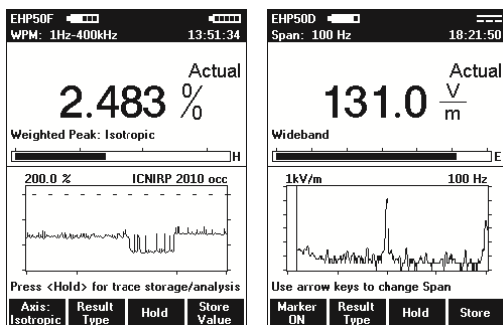 EHP50F
WPM: 1Hz-400kHz 13:51:34
Actual
2.483 %
Weighted Peak: Isotropic
H
200.0 % ICNIRP 2010 occ
Press <Hold> for trace storage/analysis
Axis: Isotropic Result Type Hold Store Value
EHP50D
Span: 100 Hz 18:21:50
Actual
131.0 V/m
Wideband
E
1kV/m 100 Hz
Use arrow keys to change Span
Marker ON Result Type Hold Store